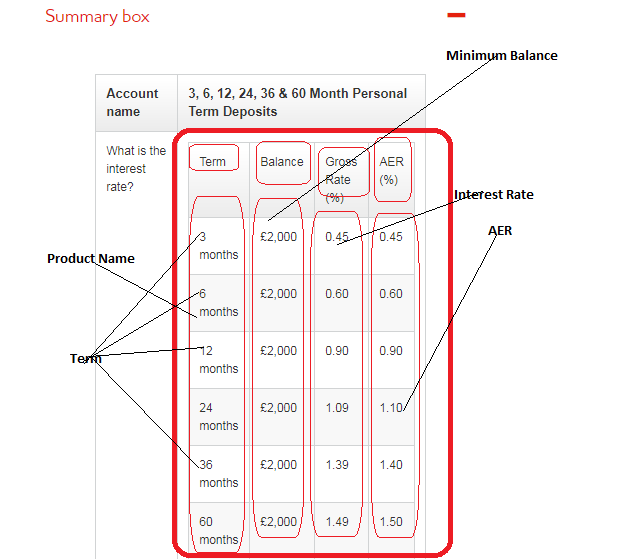 Summary box
Minimum Balance
Account name
3, 6, 12, 24, 36 & 60 Month Personal
Term Deposits
What is the
interest
rate?
Term Balance Gross Rate (%) AER (%)
Interest Rate
AER
Product Name
Term
3 months £2,000 0.45 0.45
6 months £2,000 0.60 0.60
12 months £2,000 0.90 0.90
24 months £2,000 1.09 1.10
36 months £2,000 1.39 1.40
60 months £2,000 1.49 1.50